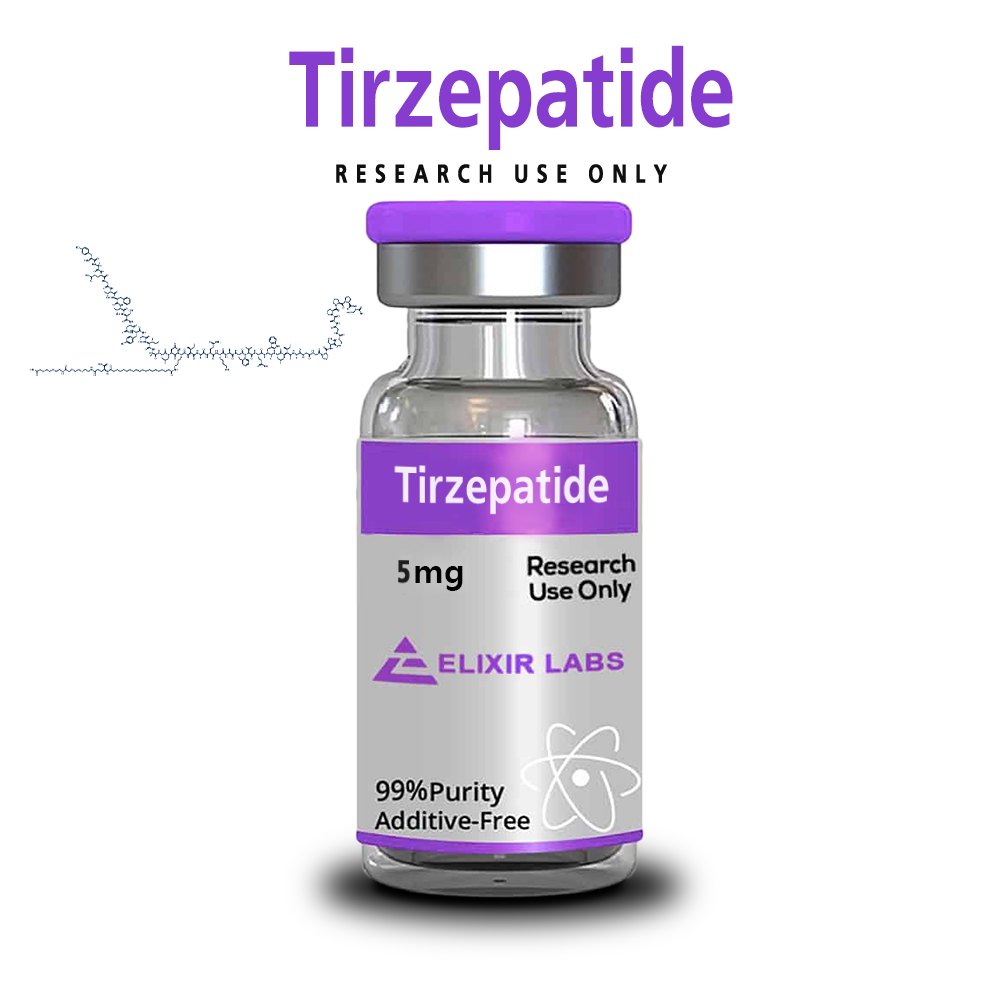 Tirzepatide
RESEARCH USE ONLY
Tirzepatide
5mg
Research
Use Only
ELIXIR LABS
99%Purity
Additive-Free